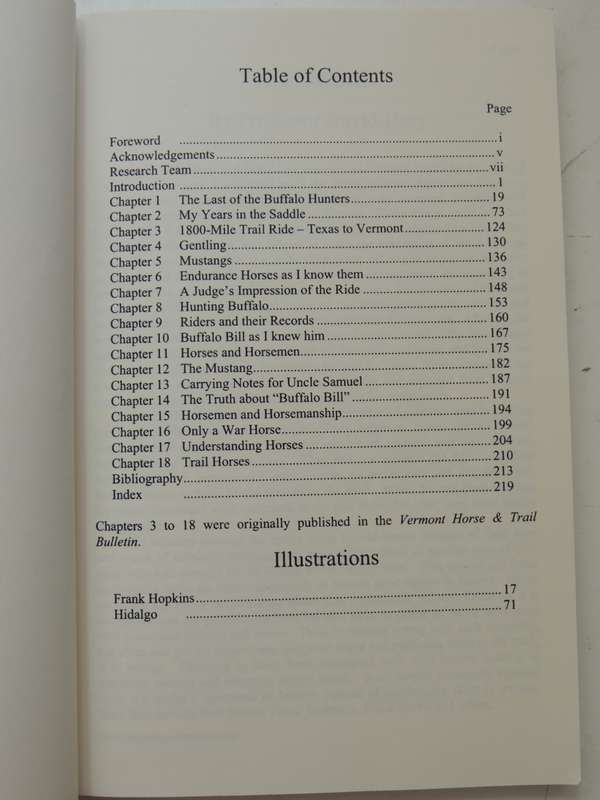 Table of Contents
Page
Foreword ........ i
Acknowledgements ........ v
Research Team ........ vii
Introduction ........ 1
Chapter 1 The Last of the Buffalo Hunters ........ 19
Chapter 2 My Years in the Saddle ........ 73
Chapter 3 1800-Mile Trail Ride – Texas to Vermont ........ 124
Chapter 4 Gentling ........ 130
Chapter 5 Mustangs ........ 136
Chapter 6 Endurance Horses as I know them ........ 143
Chapter 7 A Judge's Impression of the Ride ........ 148
Chapter 8 Hunting Buffalo ........ 153
Chapter 9 Riders and their Records ........ 160
Chapter 10 Buffalo Bill as I knew him ........ 167
Chapter 11 Horses and Horsemen ........ 175
Chapter 12 The Mustang ........ 182
Chapter 13 Carrying Notes for Uncle Samuel ........ 187
Chapter 14 The Truth about “Buffalo Bill” ........ 191
Chapter 15 Horsemen and Horsemanship ........ 194
Chapter 16 Only a War Horse ........ 199
Chapter 17 Understanding Horses ........ 204
Chapter 18 Trail Horses ........ 210
Bibliography ........ 213
Index ........ 219
Chapters 3 to 18 were originally published in the Vermont Horse & Trail
Bulletin.
Illustrations
Frank Hopkins ........ 17
Hidalgo ........ 71